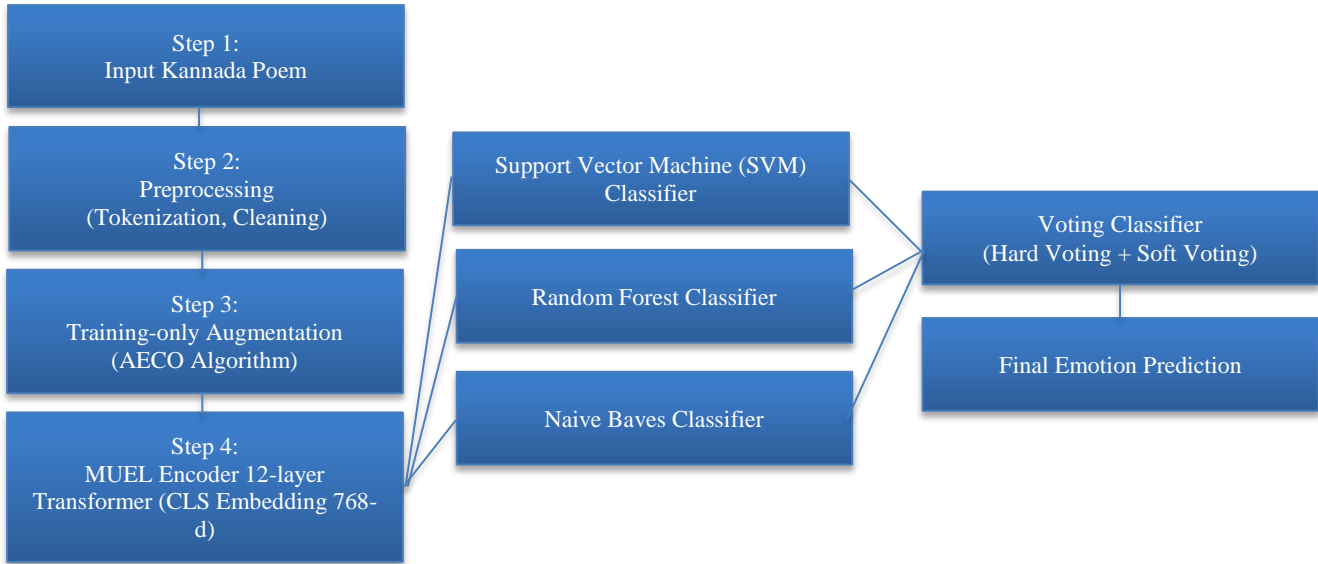 Step 1:
Input Kannada Poem
Step 2:
Preprocessing
(Tokenization, Cleaning)
Step 3:
Training-only Augmentation
(AECO Algorithm)
Step 4:
MUEL Encoder 12-layer
Transformer (CLS Embedding 768-
d)
Support Vector Machine (SVM)
Classifier
Random Forest Classifier
Naive Baves Classifier
Voting Classifier
(Hard Voting + Soft Voting)
Final Emotion Prediction